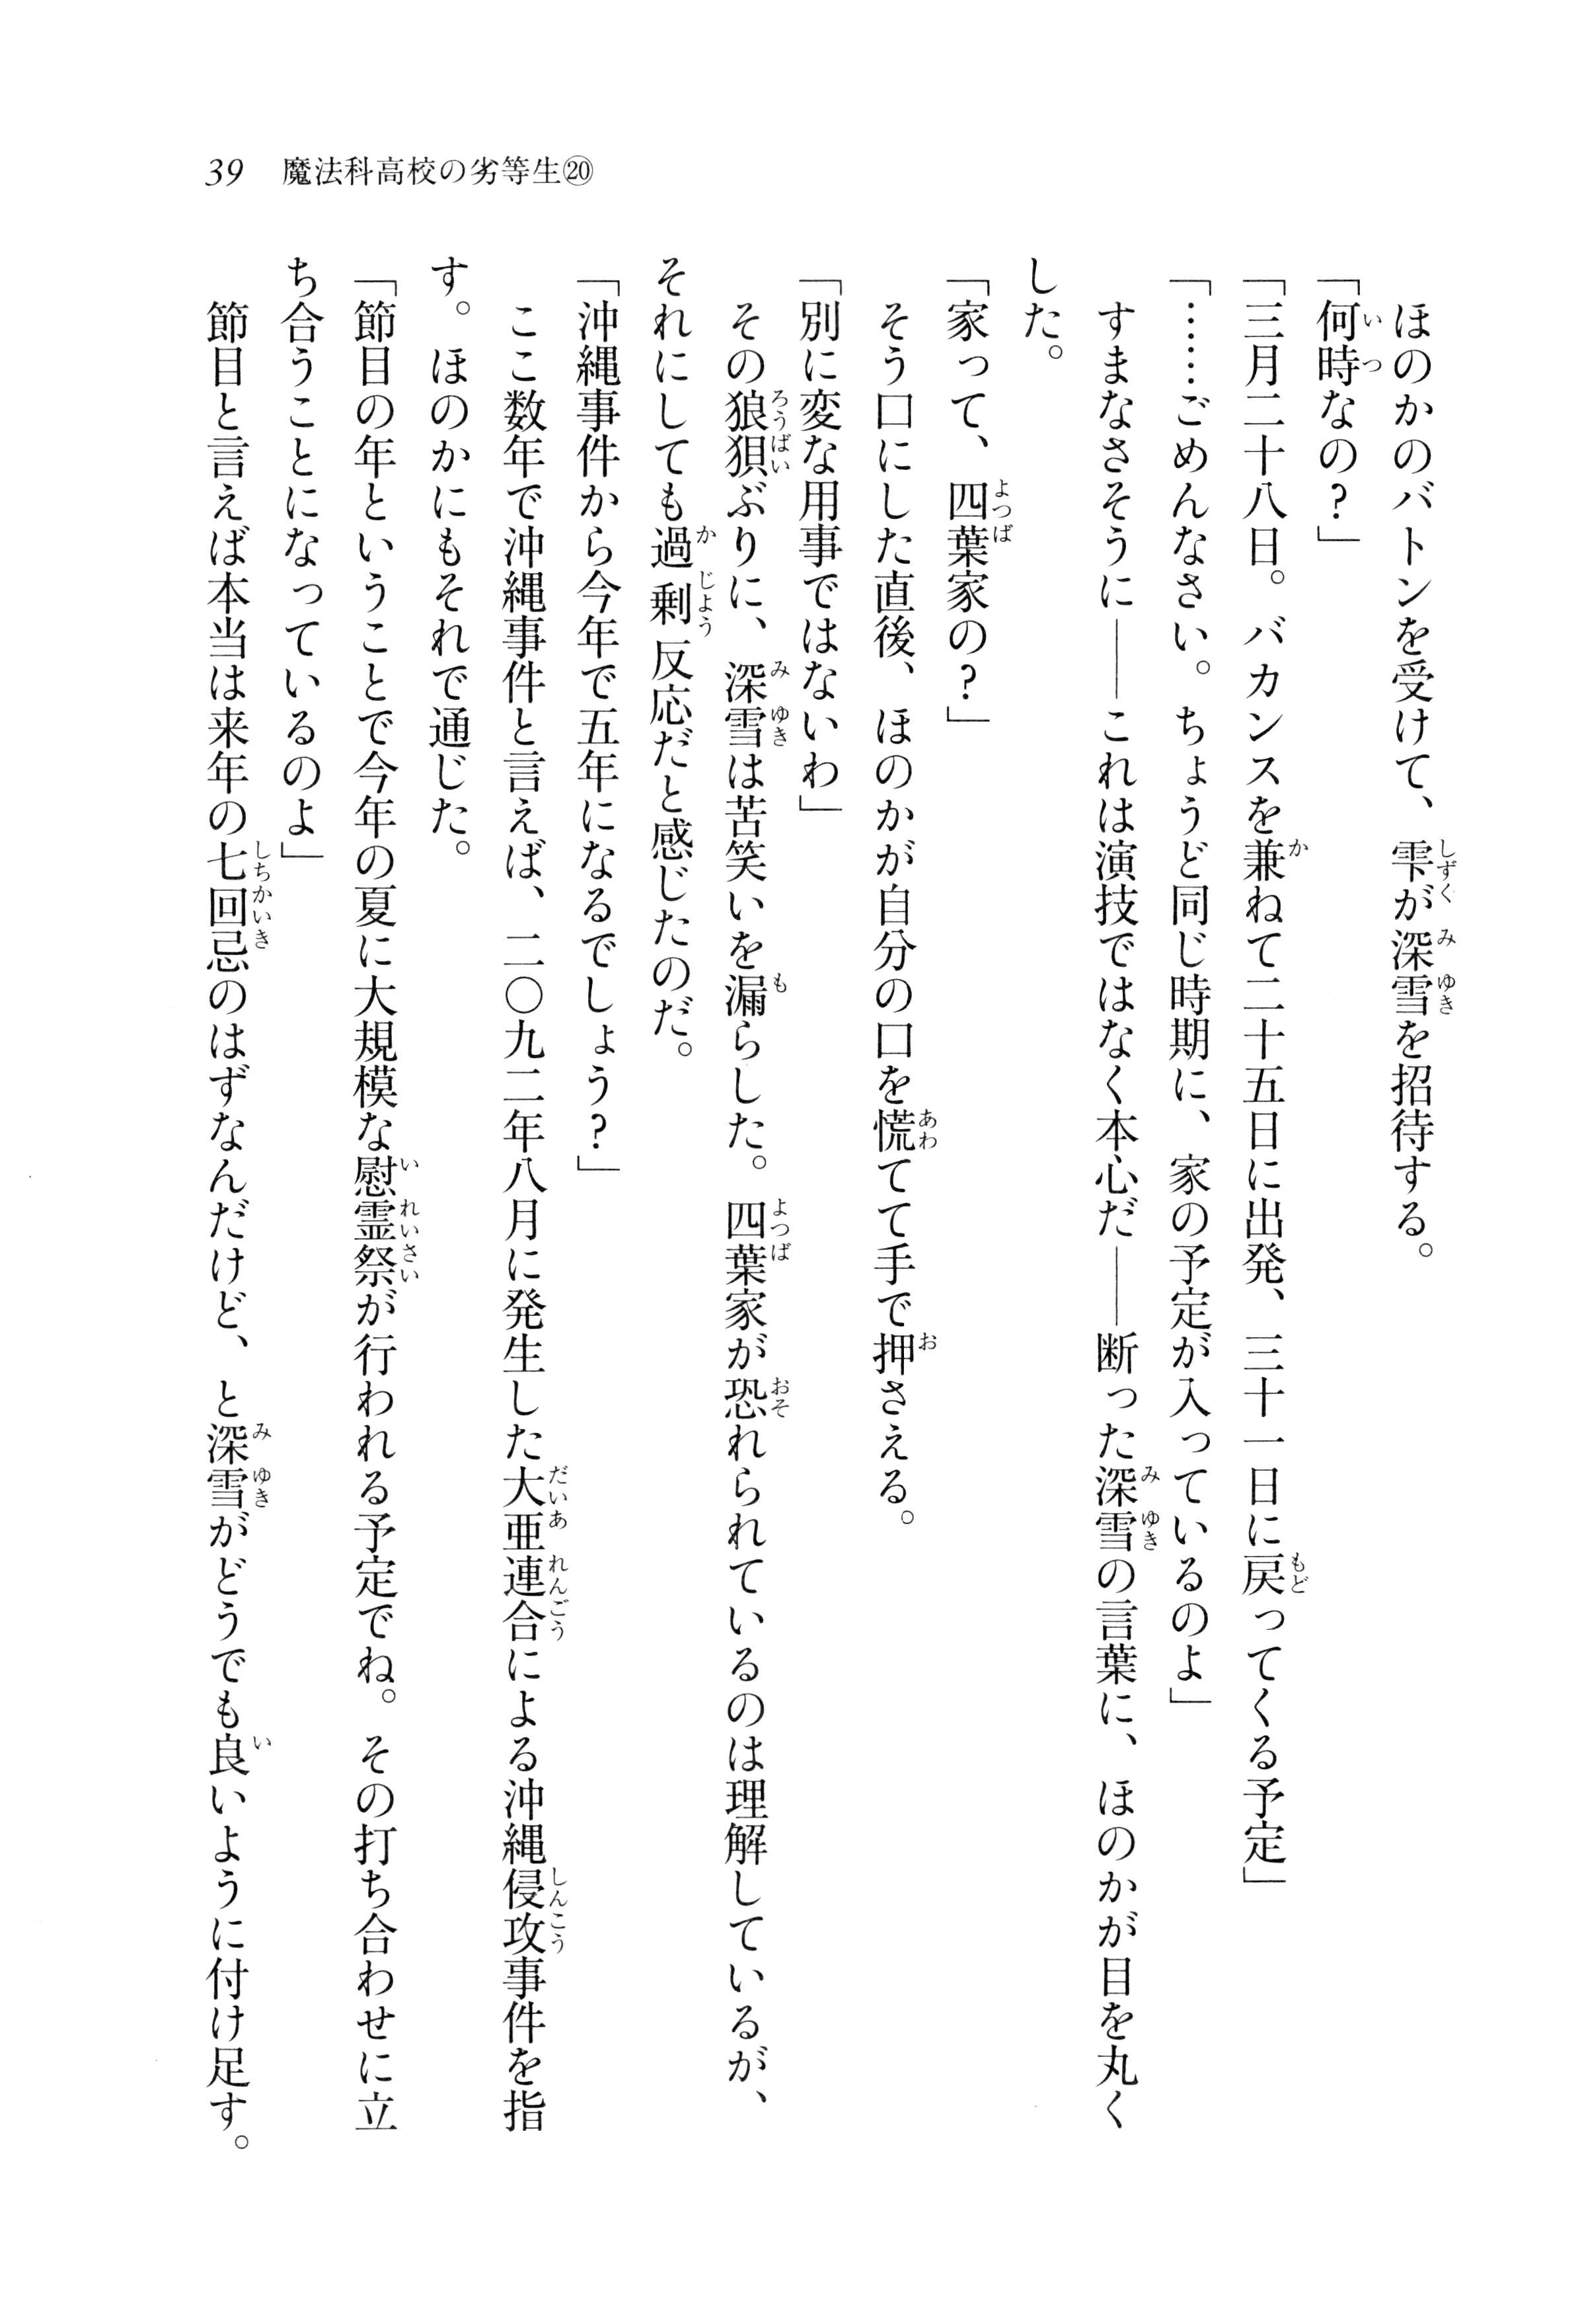 39 魔法科高校の劣等生⑳
ほのかのバトンを受けて、雫が深雪を招待する。
「何時なの？」
「三月二十八日。バカンスを兼ねて二十五日に出発、三十一日に戻ってくる予定」
「……ごめんなさい。ちょうど同じ時期に、家の予定が入っているのよ」
すまなさそうに――これは演技ではなく本心だ――断った深雪の言葉に、ほのかが目を丸く
した。
「家って、四葉家の？」
そう口にした直後、ほのかが自分の口を慌てて手で押さえる。
「別に変な用事ではないわ」
その狼狽ぶりに、深雪は苦笑いを漏らした。四葉家が恐れられているのは理解しているが、
それにしても過剰反応だと感じたのだ。
「沖縄事件から今年で五年になるでしょう？」
ここ数年で沖縄事件と言えば、二〇九二年八月に発生した大亜連合による沖縄侵攻事件を指
す。ほのかにもそれで通じた。
「節目の年ということで今年の夏に大規模な慰霊祭が行われる予定でね。その打ち合わせに立
ち合うことになっているのよ」
節目と言えば本当は来年の七回忌のはずなんだけど、と深雪がどうでも良いように付け足す。